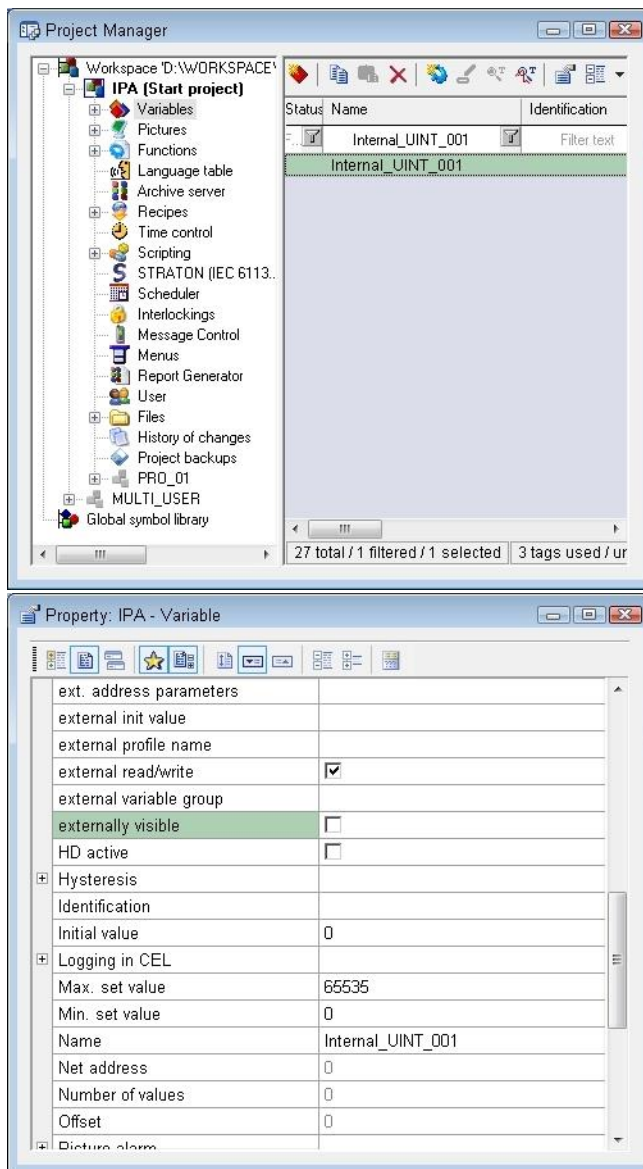 Project Manager
Workspace 'D:\WORKSPACE\
IPA (Start project)
Variables
Pictures
Functions
Language table
Archive server
Recipes
Time control
Scripting
STRATON (IEC 6113..
Scheduler
Interlockings
Message Control
Menus
Report Generator
User
Files
History of changes
Project backups
PRO_01
MULTI_USER
Global symbol library
Status Name Identification
F... Internal_UINT_001 Filter text
Internal_UINT_001
27 total / 1 filtered / 1 selected 3 tags used / ur
Property: IPA - Variable
ext. address parameters
external init value
external profile name
external read/write
external variable group
externally visible
HD active
Hysteresis
Identification
Initial value 0
Logging in CEL
Max. set value 65535
Min. set value 0
Name Internal_UINT_001
Net address 0
Number of values 0
Offset 0
Picture alarm